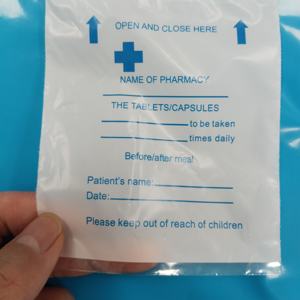 OPEN AND CLOSE HERE
NAME OF PHARMACY
THE TABLETS/CAPSULES
to be taken
times daily
Before/after meal
Patient's name:
Date:
Please keep out of reach of children